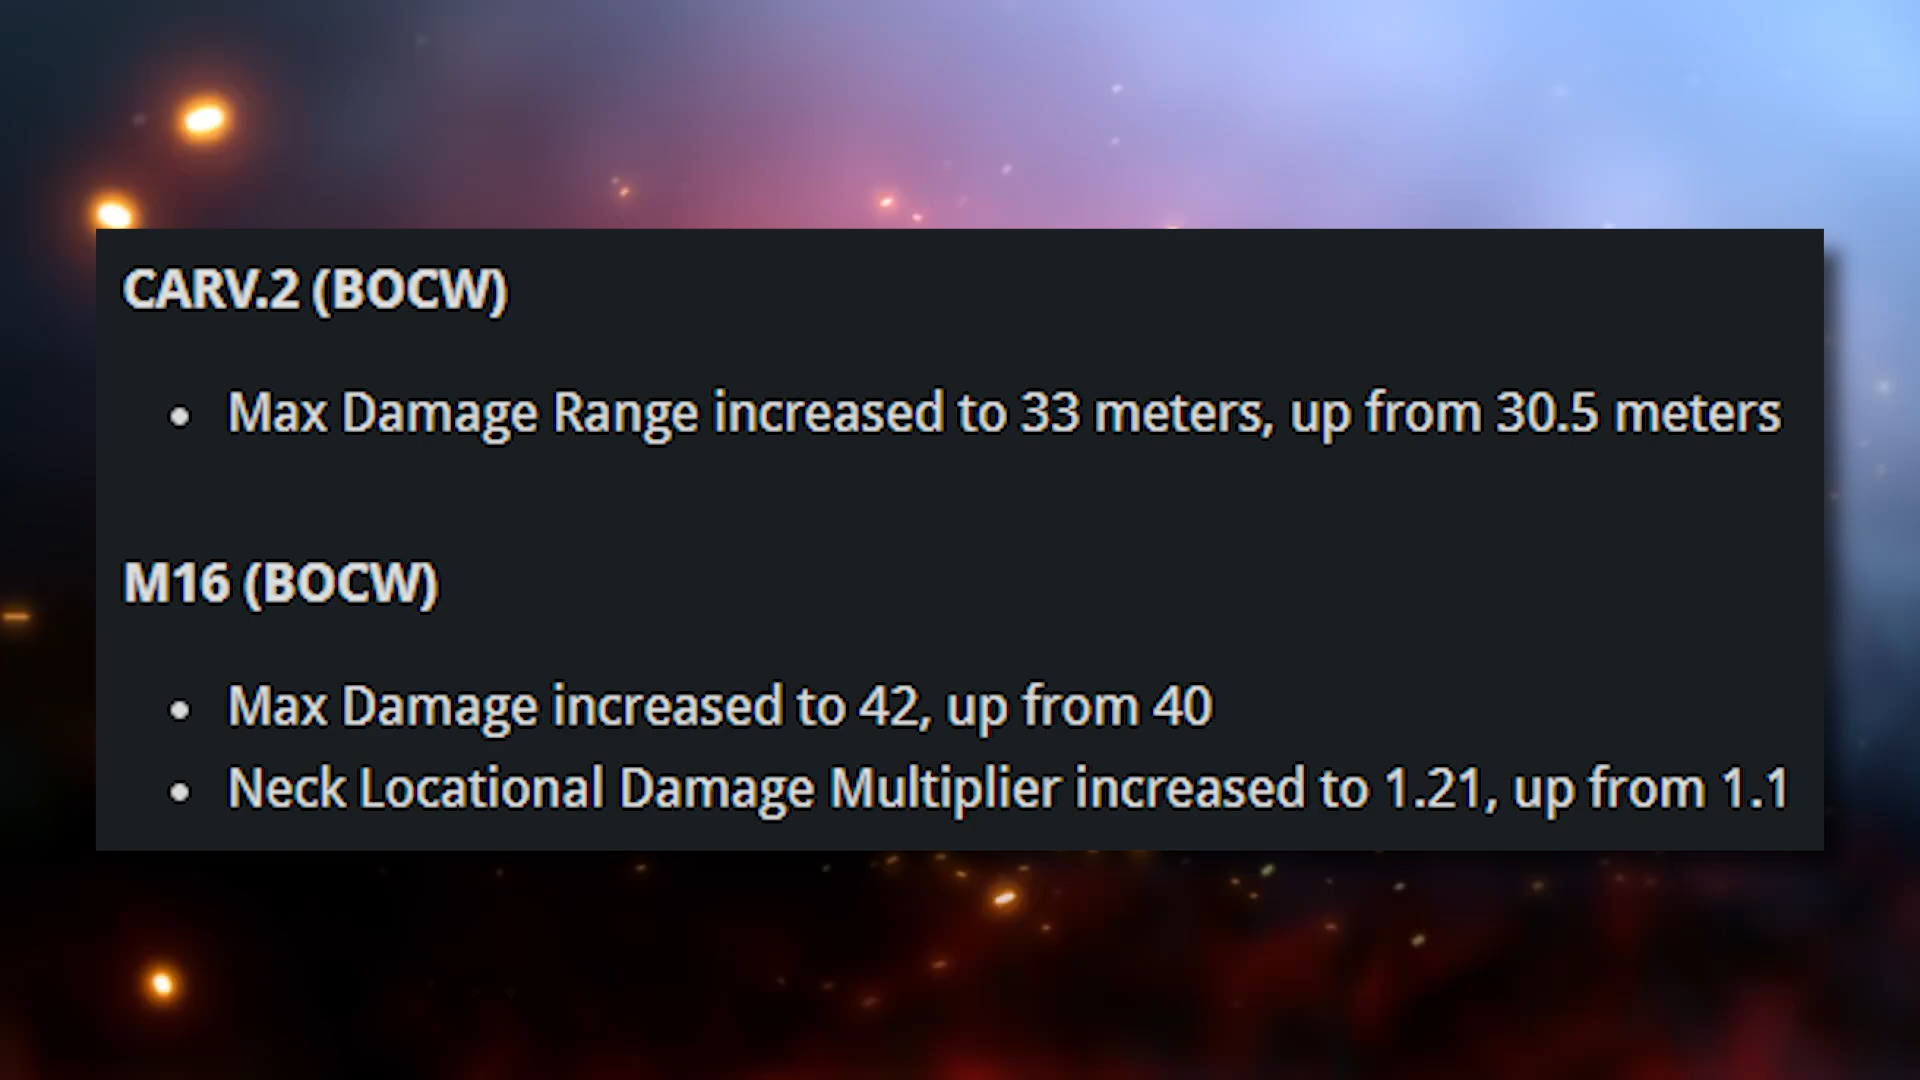 CARV.2 (BOCW)
• Max Damage Range increased to 33 meters, up from 30.5 meters
M16 (BOCW)
• Max Damage increased to 42, up from 40
• Neck Locational Damage Multiplier increased to 1.21, up from 1.1